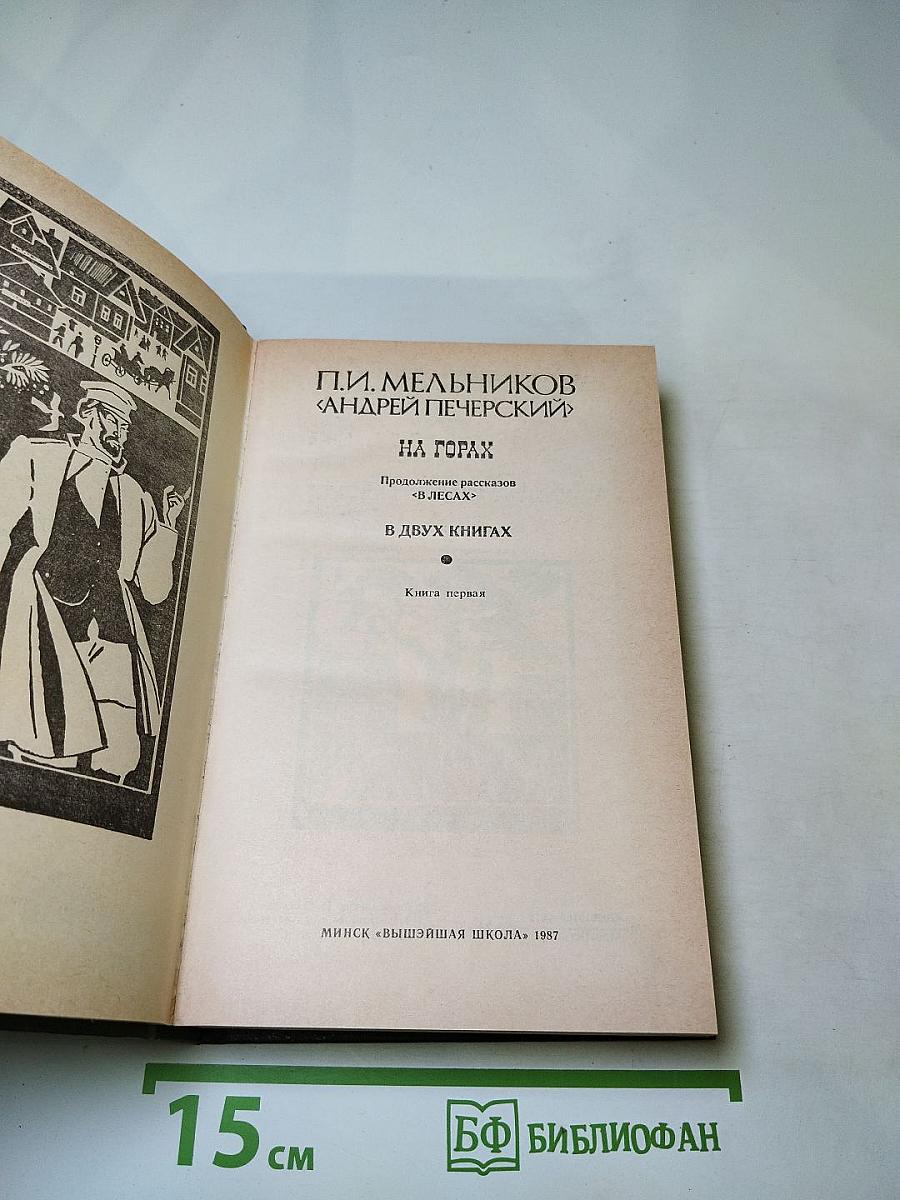 П.И. МЕЛЬНИКОВ
‹АНДРЕЙ ПЕЧЕРСКИЙ›
НА ГОРАХ
Продолжение рассказов
‹В ЛЕСАХ›
В ДВУХ КНИГАХ
Книга первая
МИНСК «ВЫШЭЙШАЯ ШКОЛА» 1987
15 см
БФ БИБЛИОФАН